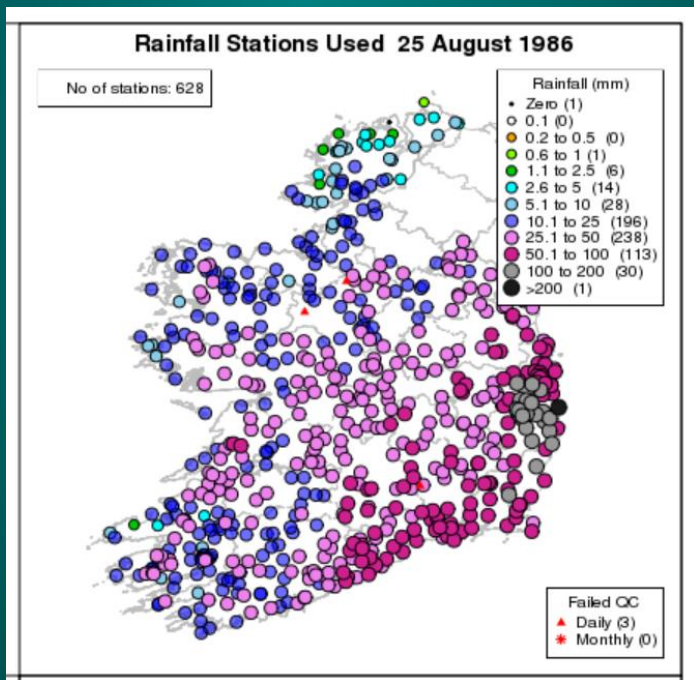 Rainfall Stations Used 25 August 1986
No of stations: 628
Rainfall (mm)
Zero (1)
0.1 (0)
0.2 to 0.5 (0)
0.6 to 1 (1)
1.1 to 2.5 (6)
2.6 to 5 (14)
5.1 to 10 (28)
10.1 to 25 (196)
25.1 to 50 (238)
50.1 to 100 (113)
100 to 200 (30)
>200 (1)
Failed QC
Daily (3)
Monthly (0)